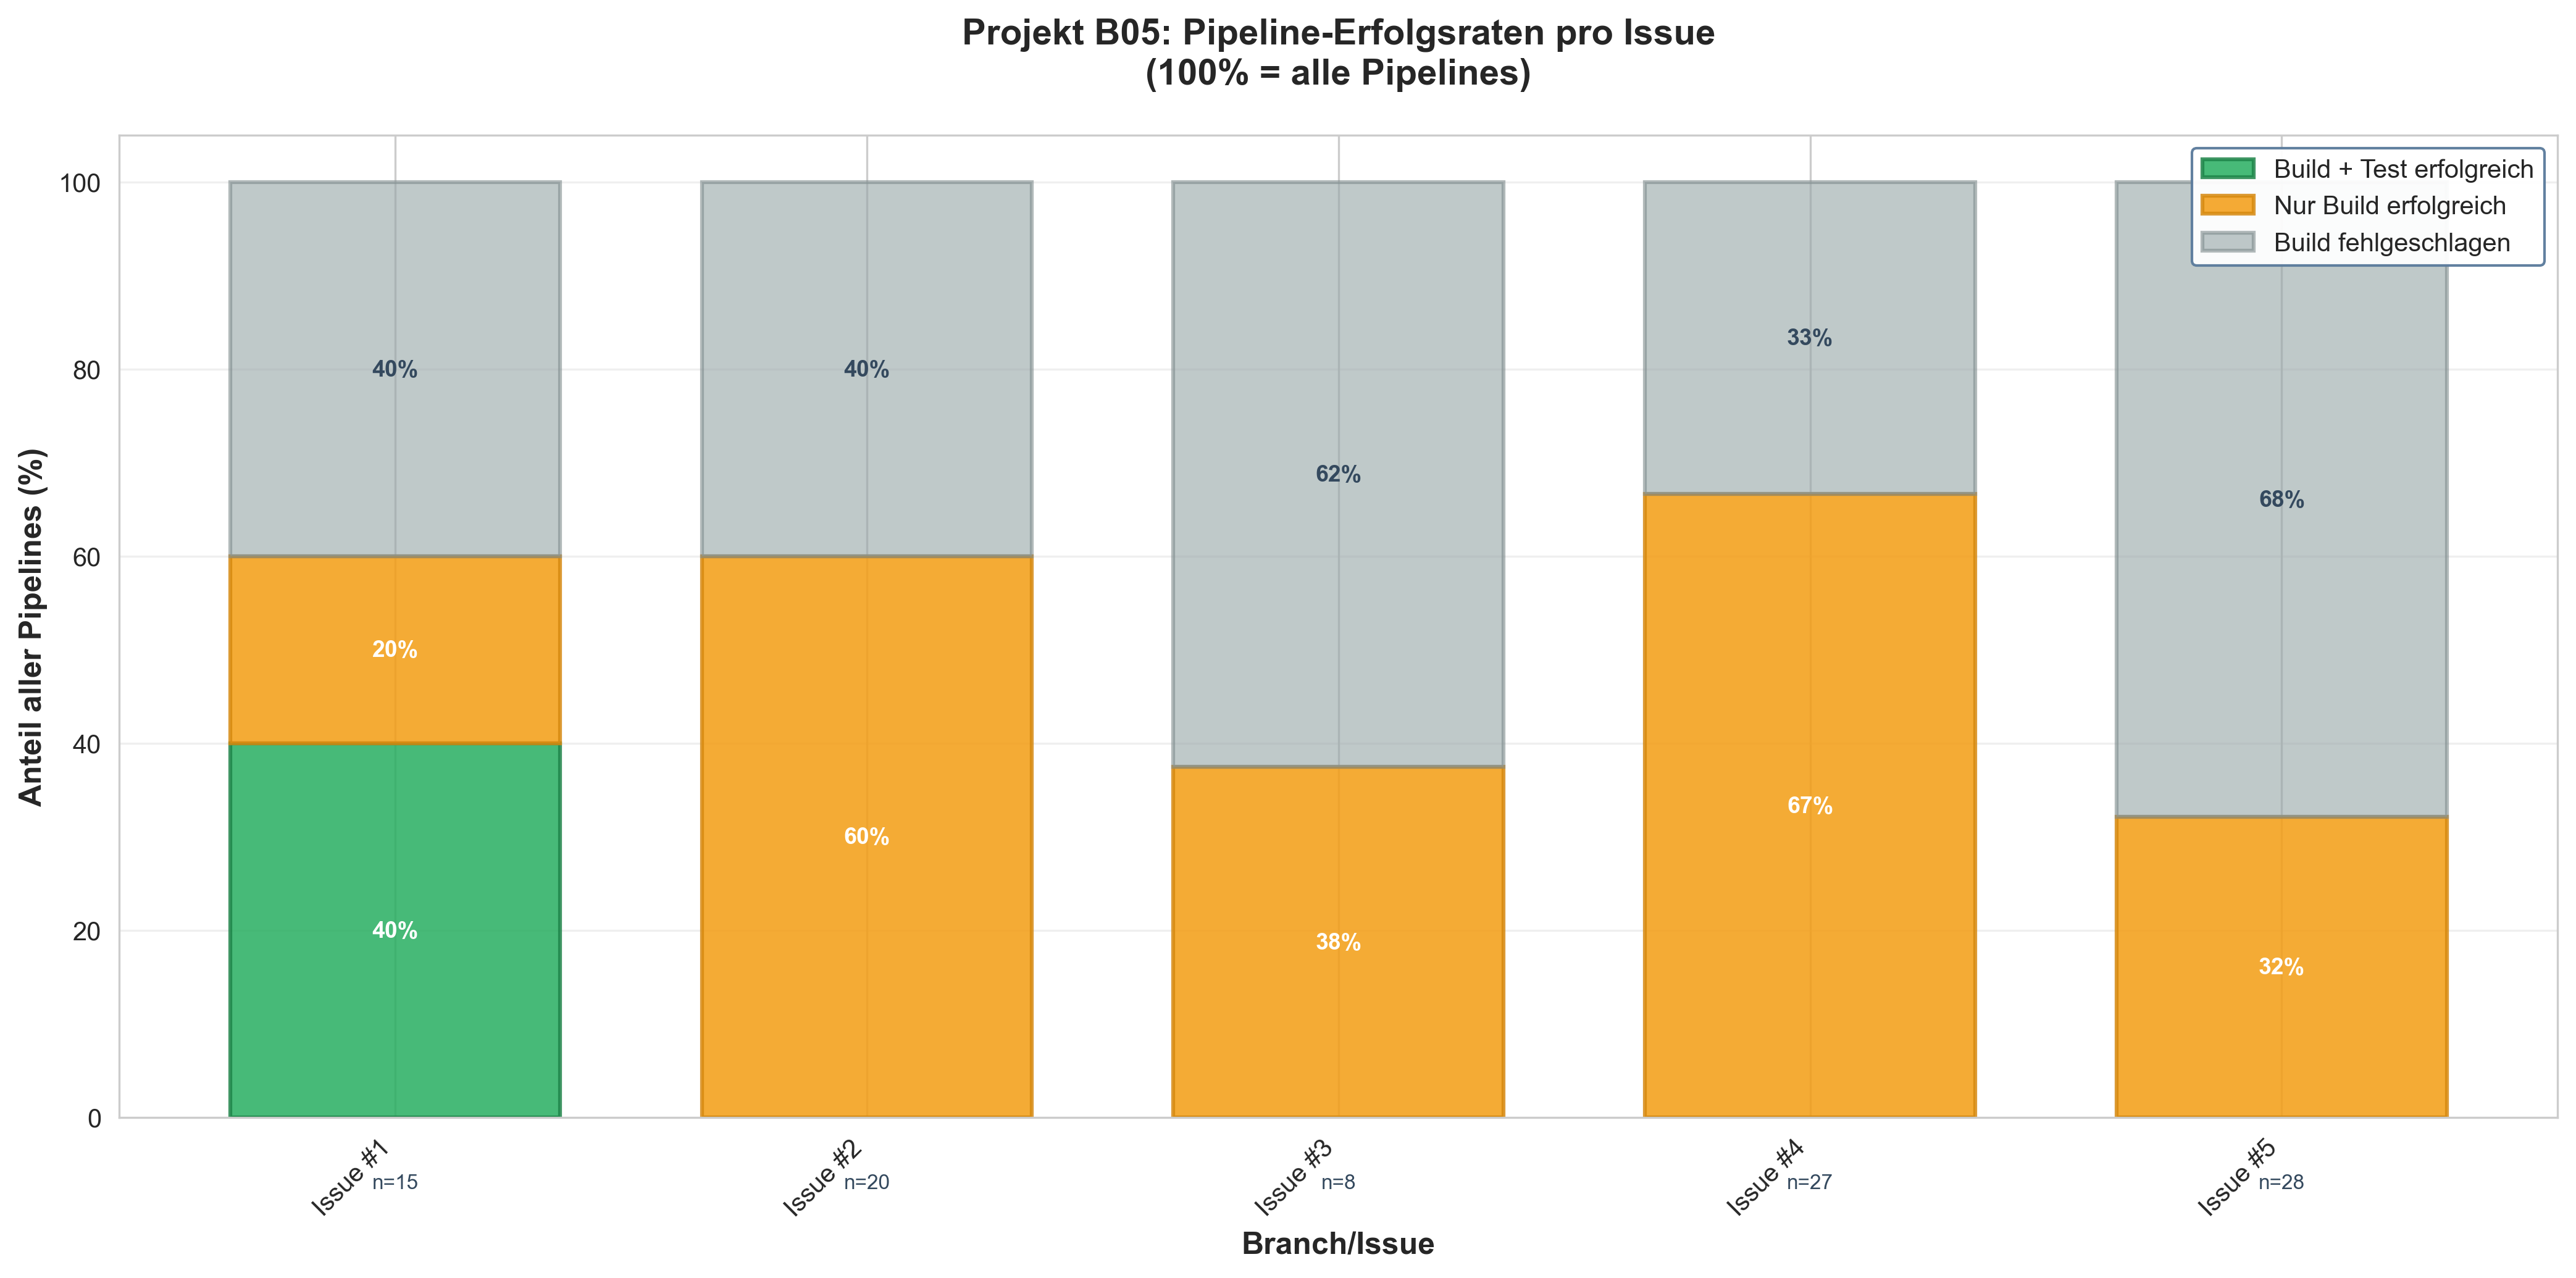 Projekt B05: Pipeline-Erfolgsraten pro Issue
(100% = alle Pipelines)
Build + Test erfolgreich
Nur Build erfolgreich
Build fehlgeschlagen
Anteil aller Pipelines (%)
100
80
60
40
20
0
40%
20%
40%
40%
60%
62%
38%
33%
67%
68%
32%
Issue #1
n=15
Issue #2
n=20
Issue #3
n=8
Issue #4
n=27
Issue #5
n=28
Branch/Issue